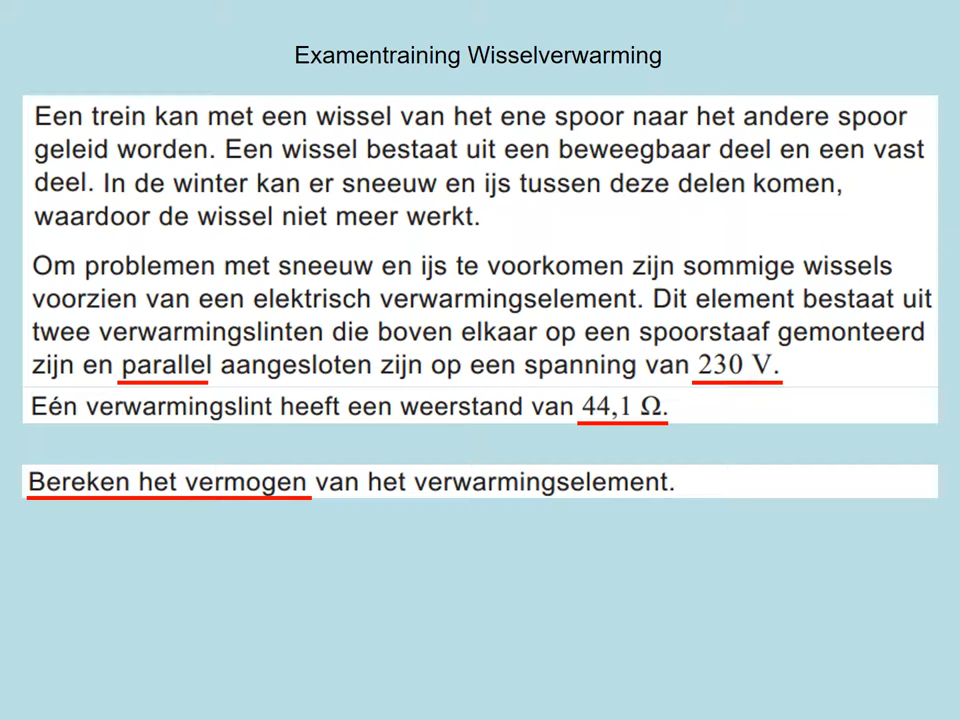 Examentraining Wisselverwarming
Een trein kan met een wissel van het ene spoor naar het andere spoor
geleid worden. Een wissel bestaat uit een beweegbaar deel en een vast
deel. In de winter kan er sneeuw en ijs tussen deze delen komen,
waardoor de wissel niet meer werkt.
Om problemen met sneeuw en ijs te voorkomen zijn sommige wissels
voorzien van een elektrisch verwarmingselement. Dit element bestaat uit
twee verwarmingslinten die boven elkaar op een spoorstaaf gemonteerd
zijn en parallel aangesloten zijn op een spanning van 230 V.
Eén verwarmingslint heeft een weerstand van 44,1 Ω.
Bereken het vermogen van het verwarmingselement.